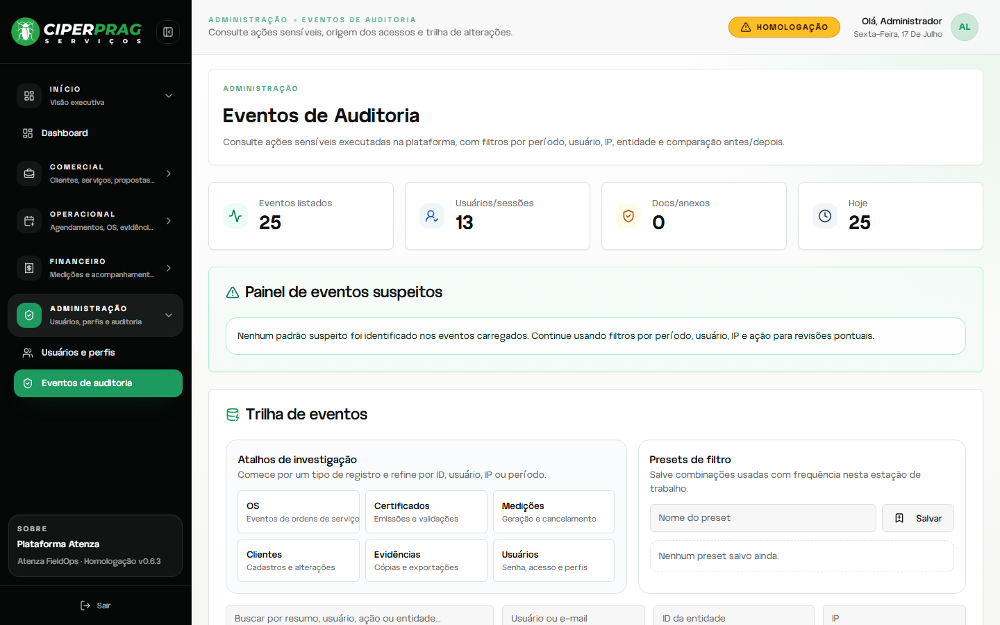 CIPERPRAG
SERVIÇOS
INÍCIO
Visão executiva
Dashboard
COMERCIAL
Clientes, serviços, propostas...
OPERACIONAL
Agendamentos, OS, evidênci...
FINANCEIRO
Medições e acompanhament...
ADMINISTRAÇÃO
Usuários, perfis e auditoria
Usuários e perfis
Eventos de auditoria
SOBRE
Plataforma Atenza
Atenza FieldOps · Homologação v0.6.3
Sair
ADMINISTRAÇÃO • EVENTOS DE AUDITORIA
Consulte ações sensíveis, origem dos acessos e trilha de alterações.
HOMOLOGAÇÃO
Olá, Administrador
Sexta-Feira, 17 De Julho
AL
ADMINISTRAÇÃO
Eventos de Auditoria
Consulte ações sensíveis executadas na plataforma, com filtros por período, usuário, IP, entidade e comparação antes/depois.
Eventos listados
25
Usuários/sessões
13
Docs/anexos
0
Hoje
25
Painel de eventos suspeitos
Nenhum padrão suspeito foi identificado nos eventos carregados. Continue usando filtros por período, usuário, IP e ação para revisões pontuais.
Trilha de eventos
Atalhos de investigação
Comece por um tipo de registro e refine por ID, usuário, IP ou período.
OS
Eventos de ordens de serviço
Certificados
Emissões e validações
Medições
Geração e cancelamento
Clientes
Cadastros e alterações
Evidências
Cópias e exportações
Usuários
Senha, acesso e perfis
Presets de filtro
Salve combinações usadas com frequência nesta estação de
trabalho.
Nome do preset
Salvar
Nenhum preset salvo ainda.
Buscar por resumo, usuário, ação ou entidade...
Usuário ou e-mail
ID da entidade
IP